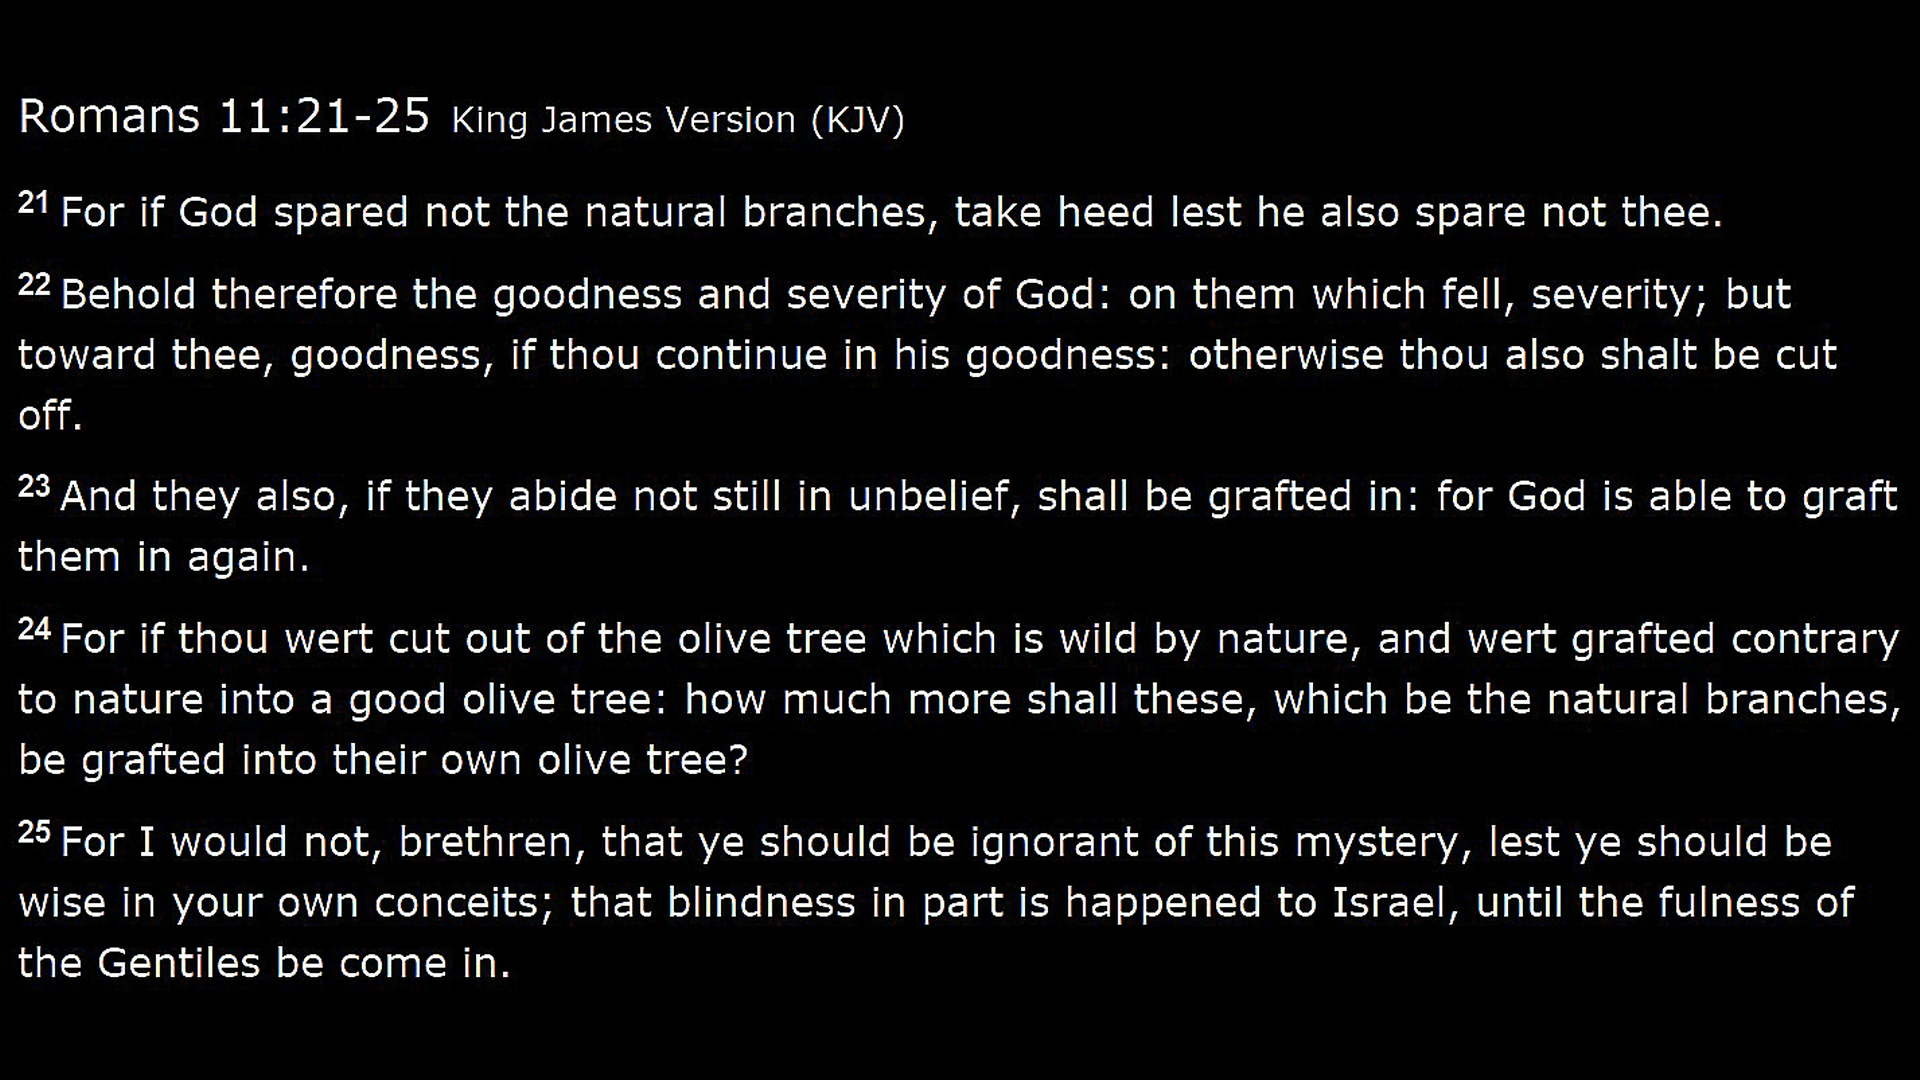 Romans 11:21-25 King James Version (KJV)
21 For if God spared not the natural branches, take heed lest he also spare not thee.
22 Behold therefore the goodness and severity of God: on them which fell, severity; but
toward thee, goodness, if thou continue in his goodness: otherwise thou also shalt be cut
off.
23 And they also, if they abide not still in unbelief, shall be grafted in: for God is able to graft
them in again.
24 For if thou wert cut out of the olive tree which is wild by nature, and wert grafted contrary
to nature into a good olive tree: how much more shall these, which be the natural branches,
be grafted into their own olive tree?
25 For I would not, brethren, that ye should be ignorant of this mystery, lest ye should be
wise in your own conceits; that blindness in part is happened to Israel, until the fulness of
the Gentiles be come in.